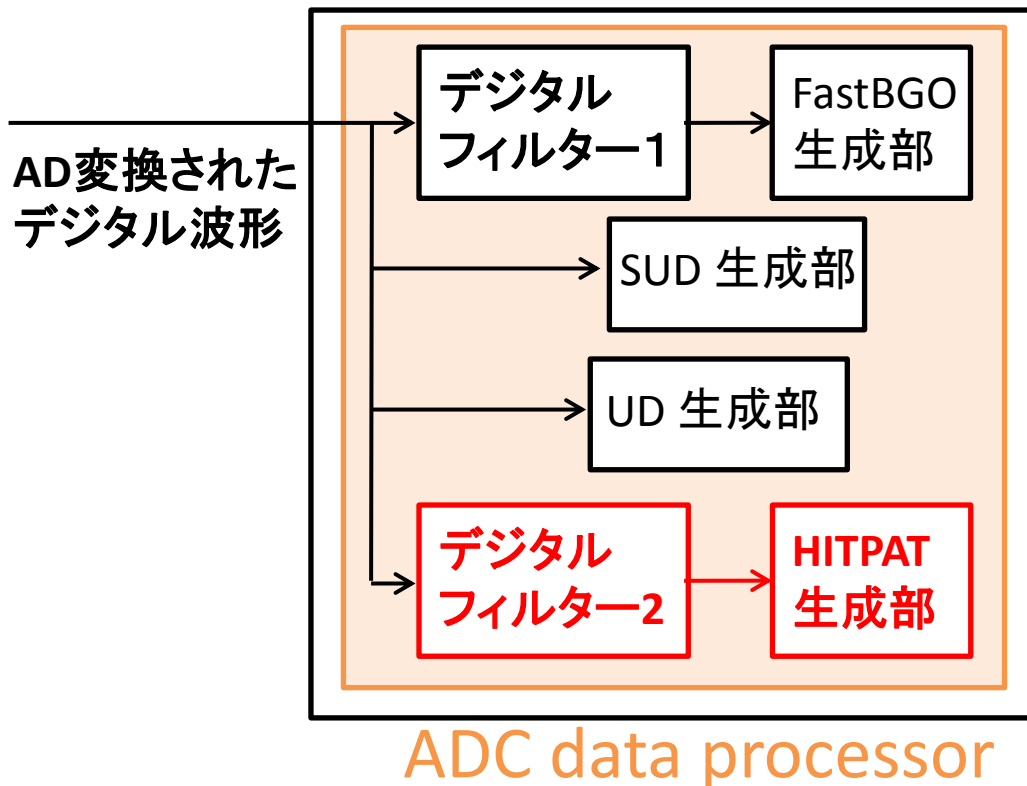 デジタル
フィルター１
FastBGO
生成部
AD変換された
デジタル波形
SUD 生成部
UD 生成部
デジタル
フィルター2
HITPAT
生成部
ADC data processor